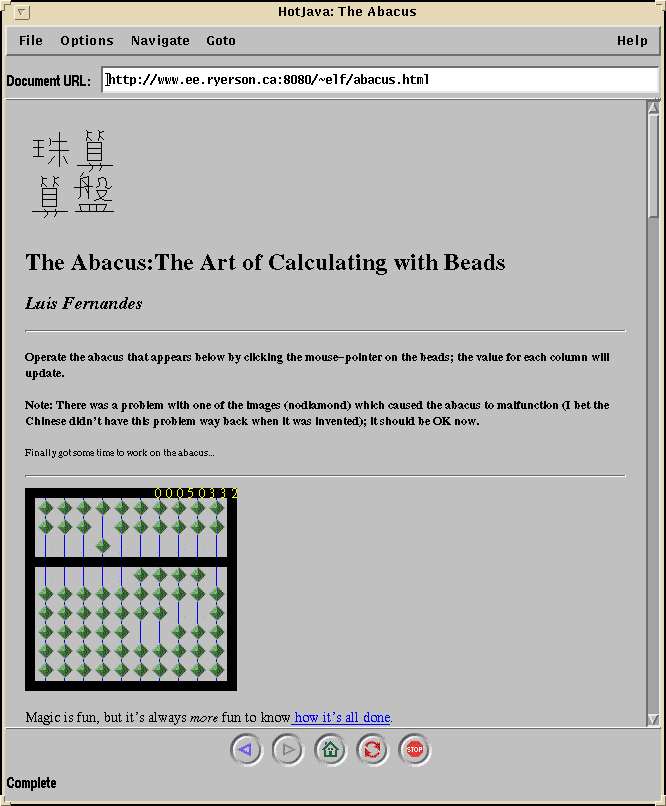 HotJava: The Abacus
File Options Navigate Goto Help
Document URL: http://www.ee.ryerson.ca:8080/~elf/abacus.html
珠算
算盤
The Abacus:The Art of Calculating with Beads
Luis Fernandes
Operate the abacus that appears below by clicking the mouse-pointer on the beads; the value for each column will
update.
Note: There was a problem with one of the images (nodiamond) which caused the abacus to malfunction (I bet the
Chinese didn't have this problem way back when it was invented); it should be OK now.
Finally got some time to work on the abacus...
0 0 0 5 0 3 3 2
Magic is fun, but it's always more fun to know how it's all done.
STOP
Complete